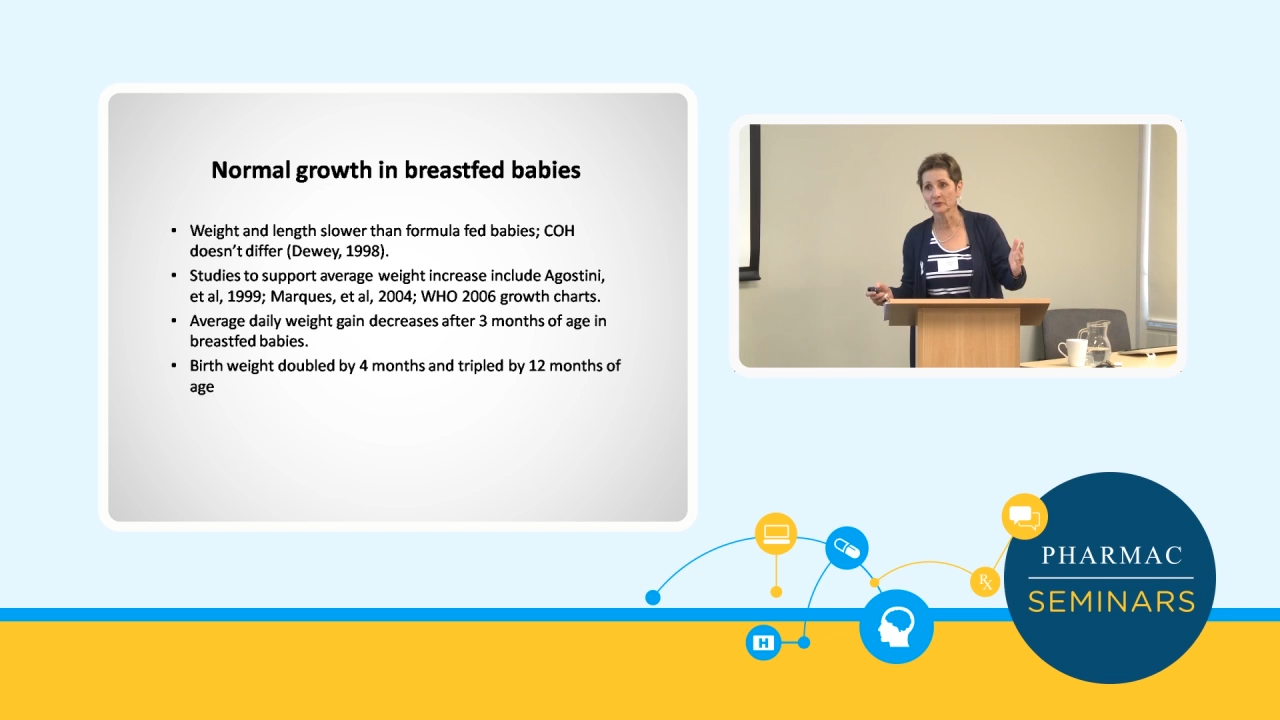 Normal growth in breastfed babies
▪ Weight and length slower than formula fed babies; COH
doesn't differ (Dewey, 1998).
▪ Studies to support average weight increase include Agostini,
et al, 1999; Marques, et al, 2004; WHO 2006 growth charts.
▪ Average daily weight gain decreases after 3 months of age in
breastfed babies.
▪ Birth weight doubled by 4 months and tripled by 12 months of
age
PHARMAC
SEMINARS
Rx
H